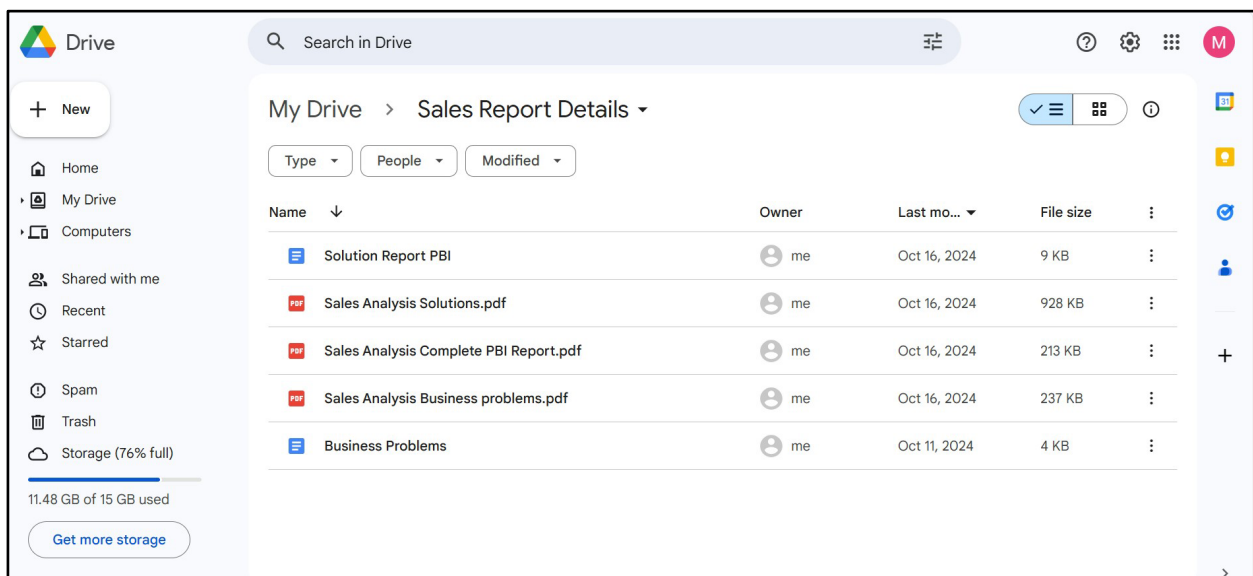 Drive
Search in Drive
M
New
My Drive > Sales Report Details
31
Type People Modified
Home
My Drive
Computers
Name Owner Last mo... File size
Shared with me
Recent
Starred
Spam
Trash
Storage (76% full)
11.48 GB of 15 GB used
Get more storage
Solution Report PBI me Oct 16, 2024 9 KB
PDF Sales Analysis Solutions.pdf me Oct 16, 2024 928 KB
PDF Sales Analysis Complete PBI Report.pdf me Oct 16, 2024 213 KB
PDF Sales Analysis Business problems.pdf me Oct 16, 2024 237 KB
Business Problems me Oct 11, 2024 4 KB